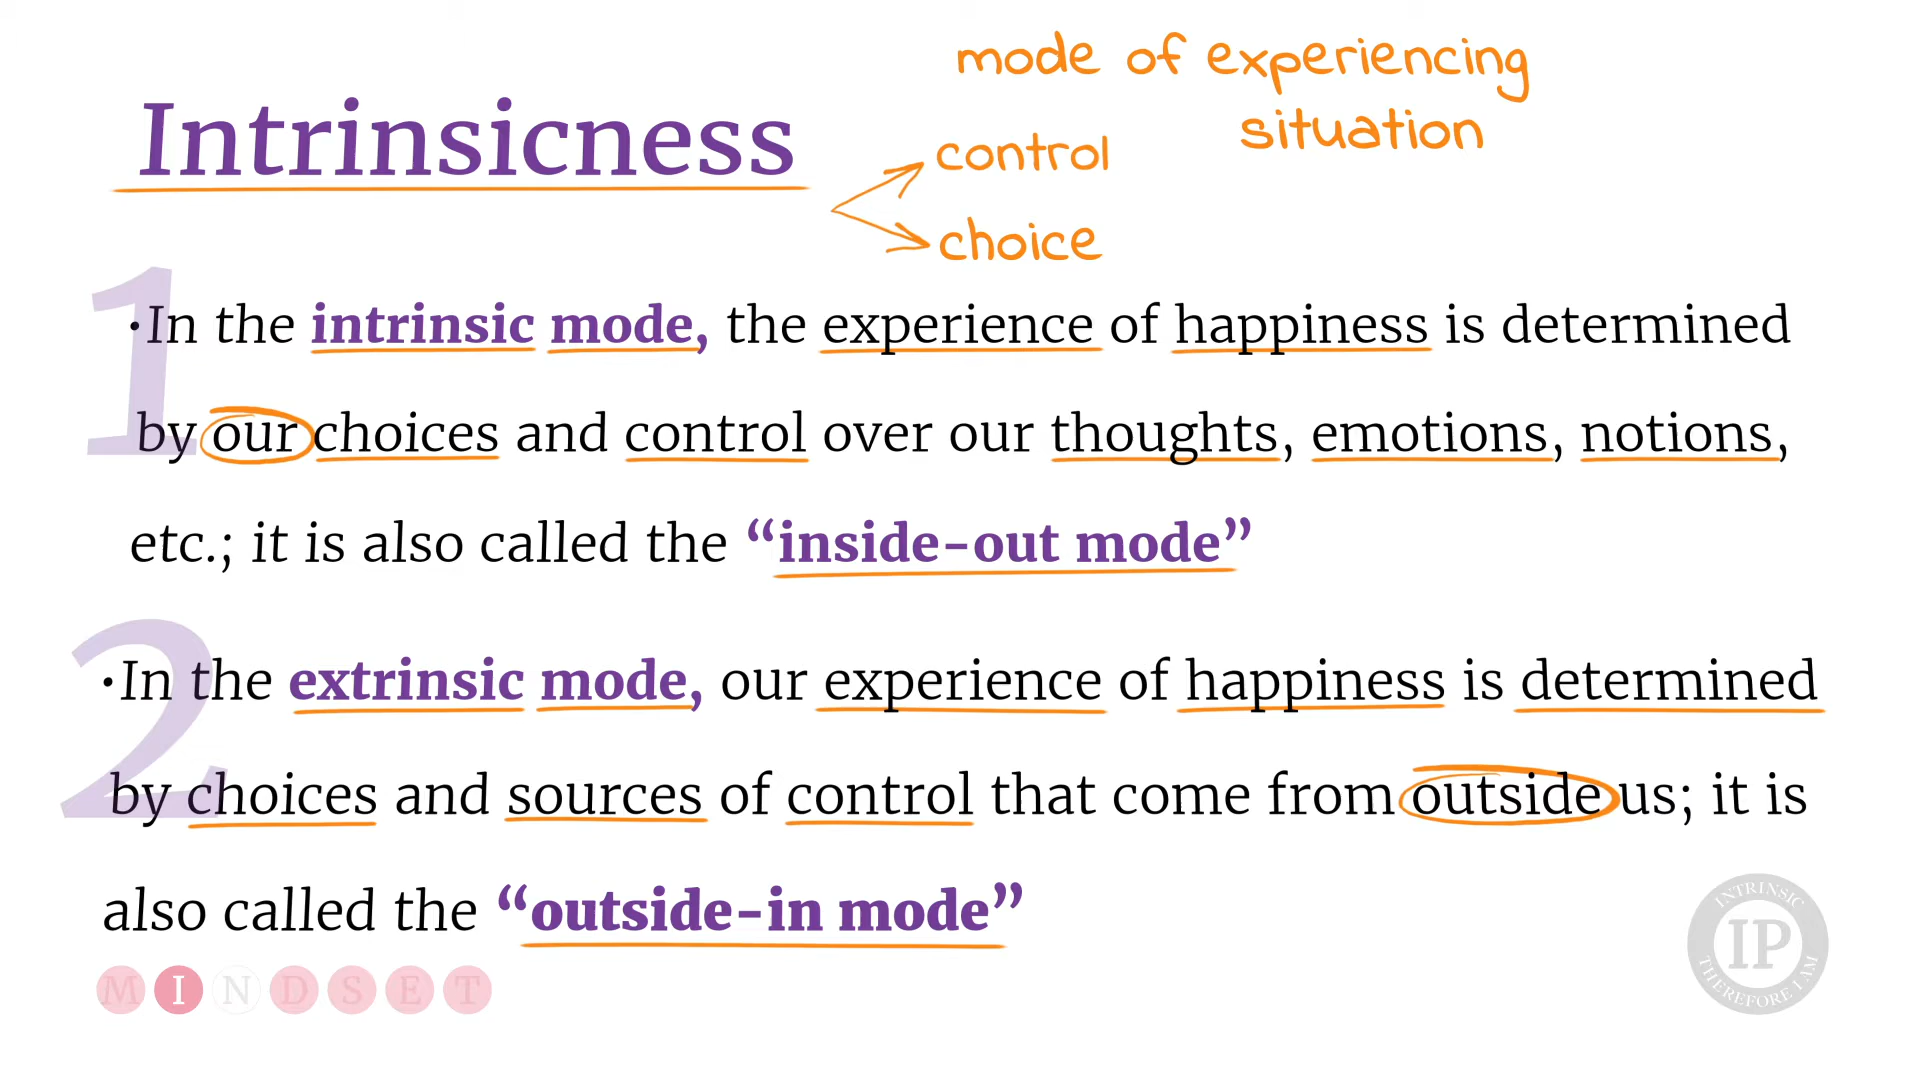 mode of experiencing
situation
Intrinsicness
control
choice
1
•In the intrinsic mode, the experience of happiness is determined
by our choices and control over our thoughts, emotions, notions,
etc.; it is also called the “inside-out mode”
2
•In the extrinsic mode, our experience of happiness is determined
by choices and sources of control that come from outside us; it is
also called the “outside-in mode”
MINDSET
INTRINSIC
IP
THEREFORE I AM